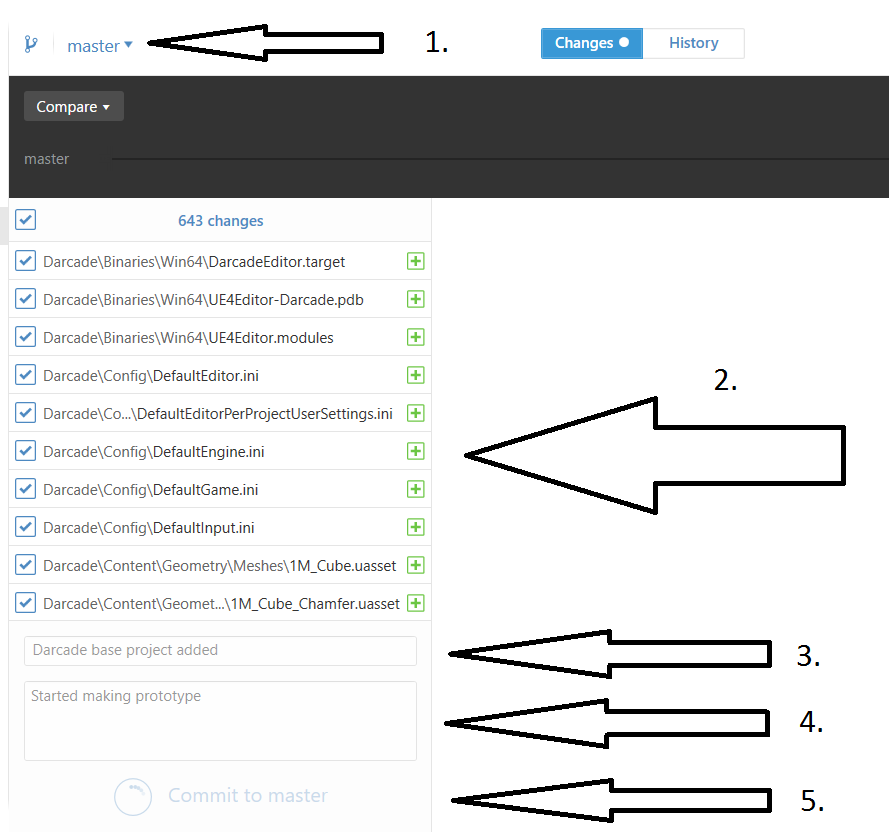 master 1. Changes History
Compare
master
643 changes
Darcade\Binaries\Win64\DarcadeEditor.target
Darcade\Binaries\Win64\UE4Editor-Darcade.pdb
Darcade\Binaries\Win64\UE4Editor.modules
Darcade\Config\DefaultEditor.ini
2.
Darcade\Co...\DefaultEditorPerProjectUserSettings.ini
Darcade\Config\DefaultEngine.ini
Darcade\Config\DefaultGame.ini
Darcade\Config\DefaultInput.ini
Darcade\Content\Geometry\Meshes\1M_Cube.uasset
Darcade\Content\Geomet...\1M_Cube_Chamfer.uasset
Darcade base project added 3.
Started making prototype 4.
Commit to master 5.